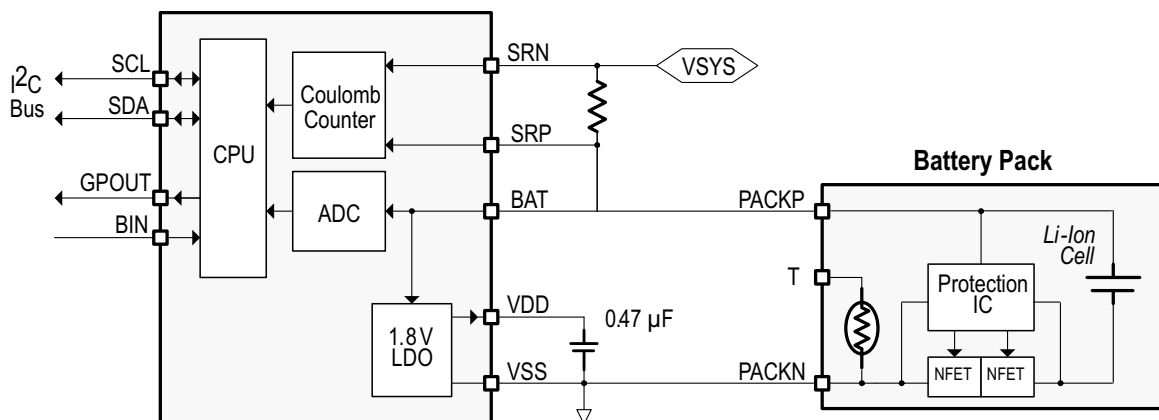 I2C
Bus
SCL
SDA
GPOUT
BIN
CPU
Coulomb
Counter
ADC
1.8 V
LDO
SRN
SRP
BAT
VDD
VSS
VSYS
0.47 µF
Battery Pack
PACKP
T
PACKN
Li-Ion
Cell
Protection
IC
NFET
NFET